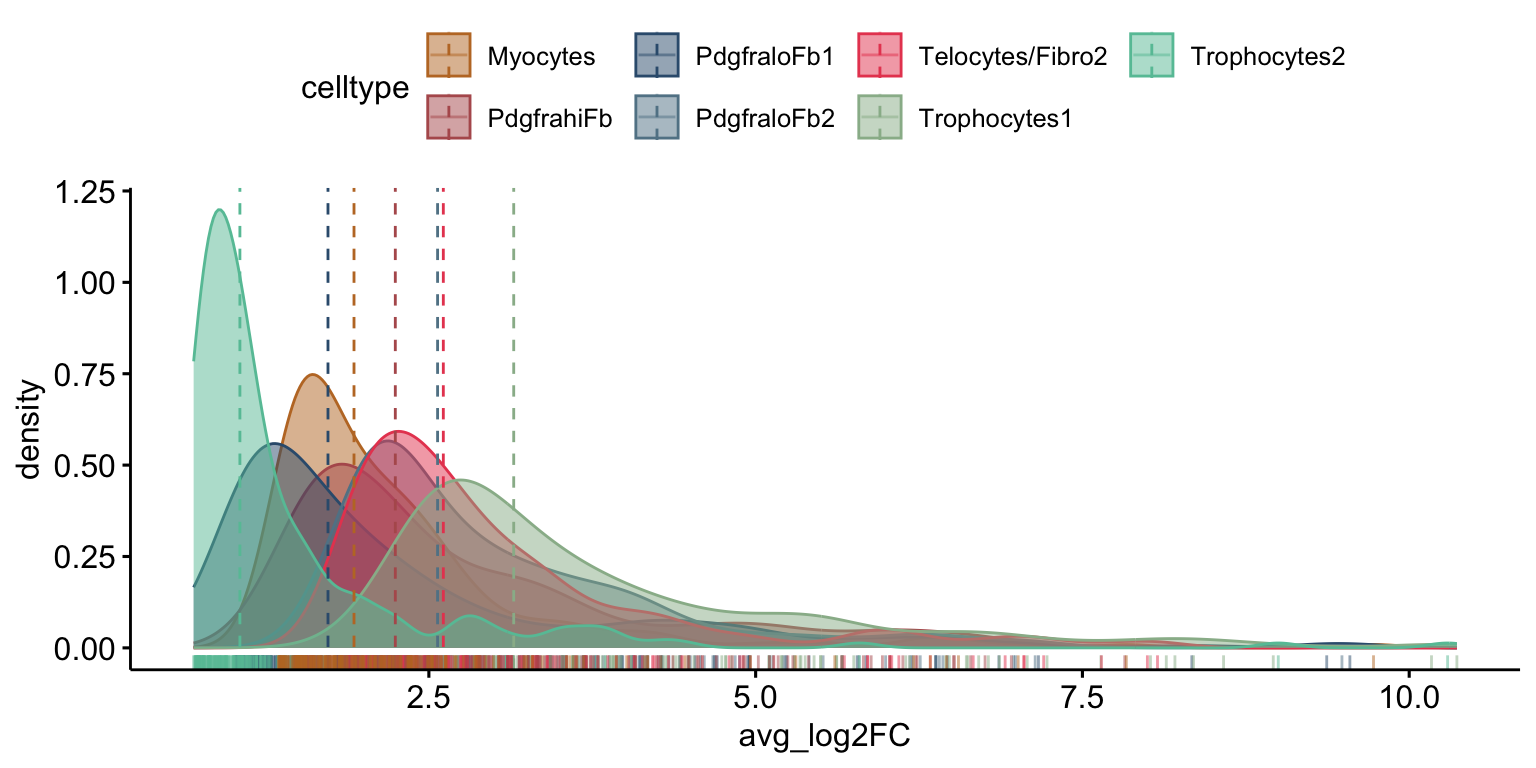 celltype
Myocytes
PdgfraloFb1
Telocytes/Fibro2
Trophocytes2
PdgfrahiFb
PdgfraloFb2
Trophocytes1
density
1.25
1.00
0.75
0.50
0.25
0.00
2.5
5.0
7.5
10.0
avg_log2FC